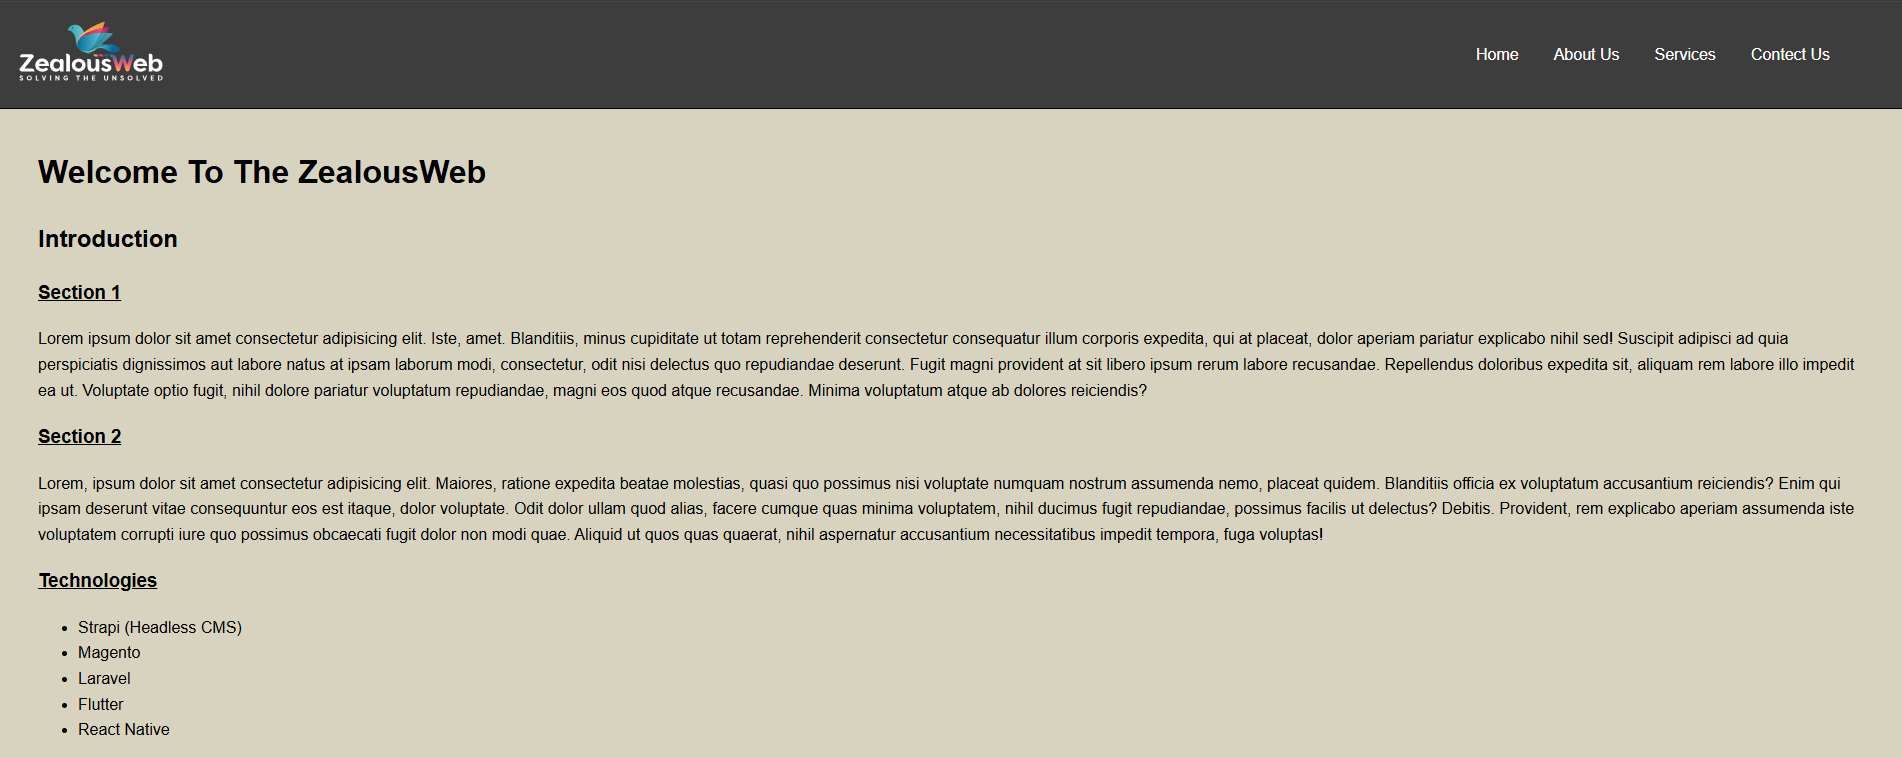 ZealousWeb
SOLVING THE UNSOLVED
Home About Us Services Contect Us
Welcome To The ZealousWeb
Introduction
Section 1
Lorem ipsum dolor sit amet consectetur adipisicing elit. Iste, amet. Blanditiis, minus cupiditate ut totam reprehenderit consectetur consequatur illum corporis expedita, qui at placeat, dolor aperiam pariatur explicabo nihil sed! Suscipit adipisci ad quia
perspiciatis dignissimos aut labore natus at ipsam laborum modi, consectetur, odit nisi delectus quo repudiandae deserunt. Fugit magni provident at sit libero ipsum rerum labore recusandae. Repellendus doloribus expedita sit, aliquam rem labore illo impedit
ea ut. Voluptate optio fugit, nihil dolore pariatur voluptatum repudiandae, magni eos quod atque recusandae. Minima voluptatum atque ab dolores reiciendis?
Section 2
Lorem, ipsum dolor sit amet consectetur adipisicing elit. Maiores, ratione expedita beatae molestias, quasi quo possimus nisi voluptate numquam nostrum assumenda nemo, placeat quidem. Blanditiis officia ex voluptatum accusantium reiciendis? Enim qui
ipsam deserunt vitae consequuntur eos est itaque, dolor voluptate. Odit dolor ullam quod alias, facere cumque quas minima voluptatem, nihil ducimus fugit repudiandae, possimus facilis ut delectus? Debitis. Provident, rem explicabo aperiam assumenda iste
voluptatem corrupti iure quo possimus obcaecati fugit dolor non modi quae. Aliquid ut quos quas quaerat, nihil aspernatur accusantium necessitatibus impedit tempora, fuga voluptas!
Technologies
• Strapi (Headless CMS)
• Magento
• Laravel
• Flutter
• React Native